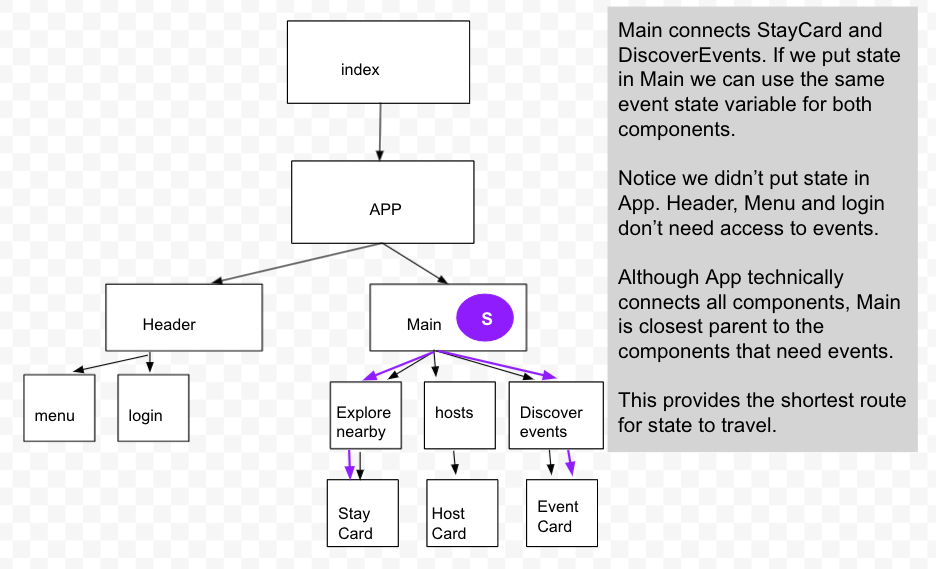 index
Main connects StayCard and
DiscoverEvents. If we put state
in Main we can use the same
event state variable for both
components.
Notice we didn’t put state in
App. Header, Menu and login
don’t need access to events.
Although App technically
connects all components, Main
is closest parent to the
components that need events.
This provides the shortest route
for state to travel.
APP
Header
Main
S
menu
login
Explore
nearby
hosts
Discover
events
Stay
Card
Host
Card
Event
Card